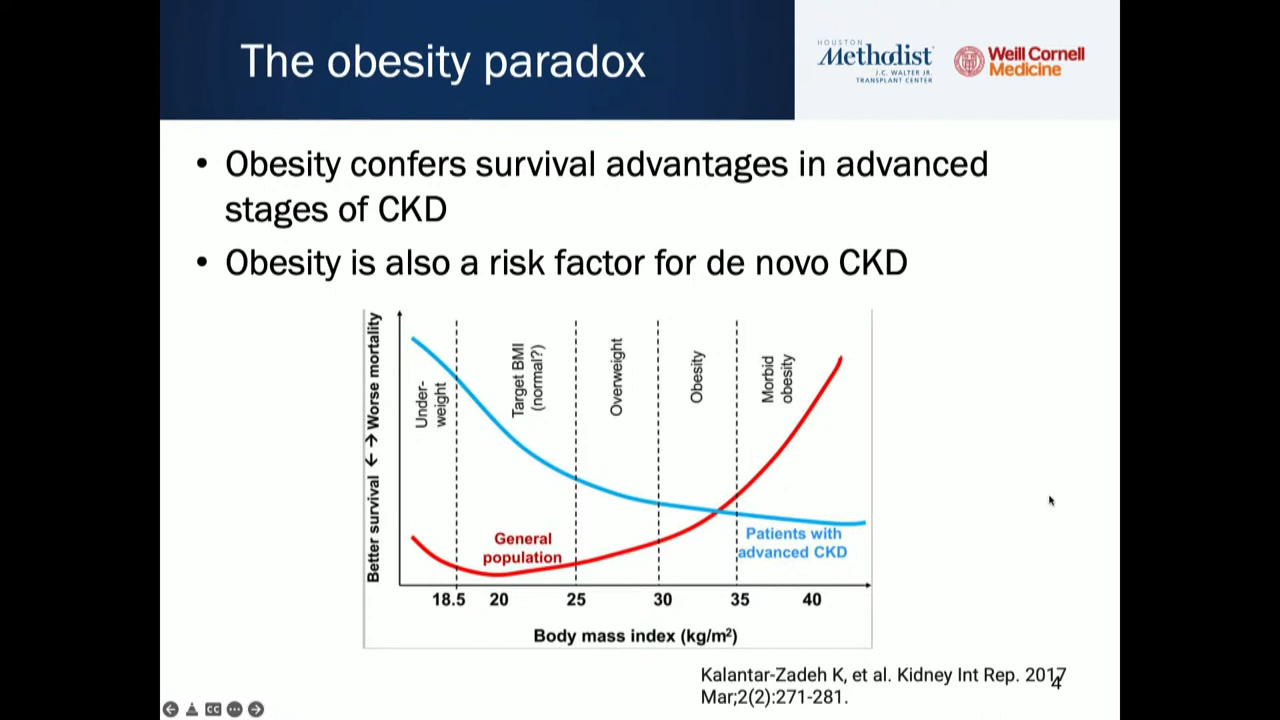 The obesity paradox
HOUSTON
Methodist
J.C. WALTER JR.
TRANSPLANT CENTER
Weill Cornell
Medicine
• Obesity confers survival advantages in advanced
stages of CKD
• Obesity is also a risk factor for de novo CKD
Better survival ← → Worse mortality
Under-
weight
Target BMI
(normal?)
Overweight
Obesity
Morbid
obesity
General
population
Patients with
advanced CKD
18.5 20 25 30 35 40
Body mass index (kg/m²)
Kalantar-Zadeh K, et al. Kidney Int Rep. 2017
Mar;2(2):271-281.
4
CC